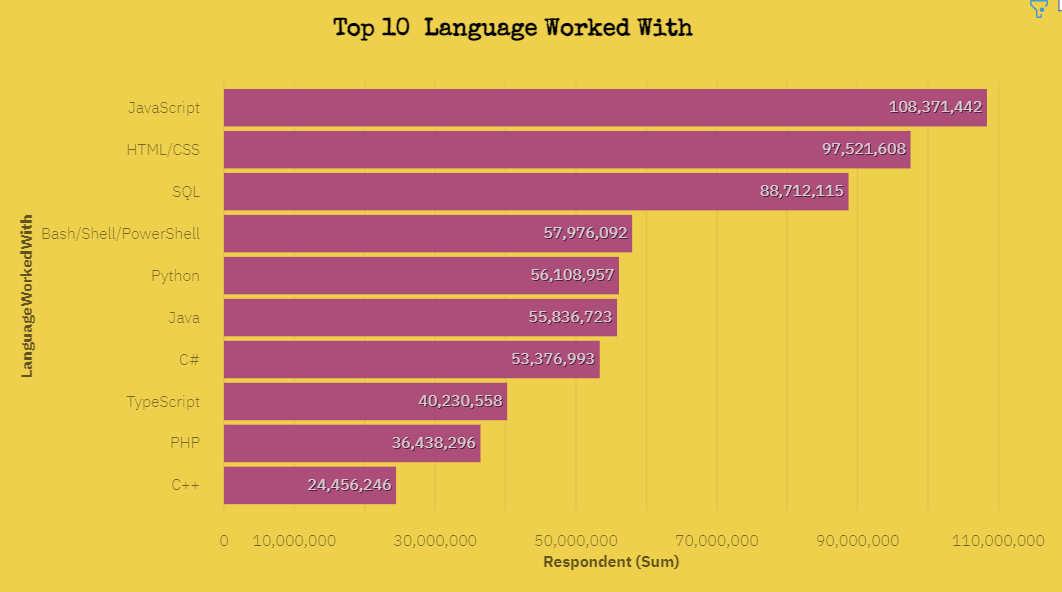 Top 10 Language Worked With
JavaScript 108,371,442
HTML/CSS 97,521,608
SQL 88,712,115
Bash/Shell/PowerShell 57,976,092
Python 56,108,957
Java 55,836,723
C# 53,376,993
TypeScript 40,230,558
PHP 36,438,296
C++ 24,456,246
LanguageWorkedWith
0 10,000,000 30,000,000 50,000,000 70,000,000 90,000,000 110,000,000
Respondent (Sum)